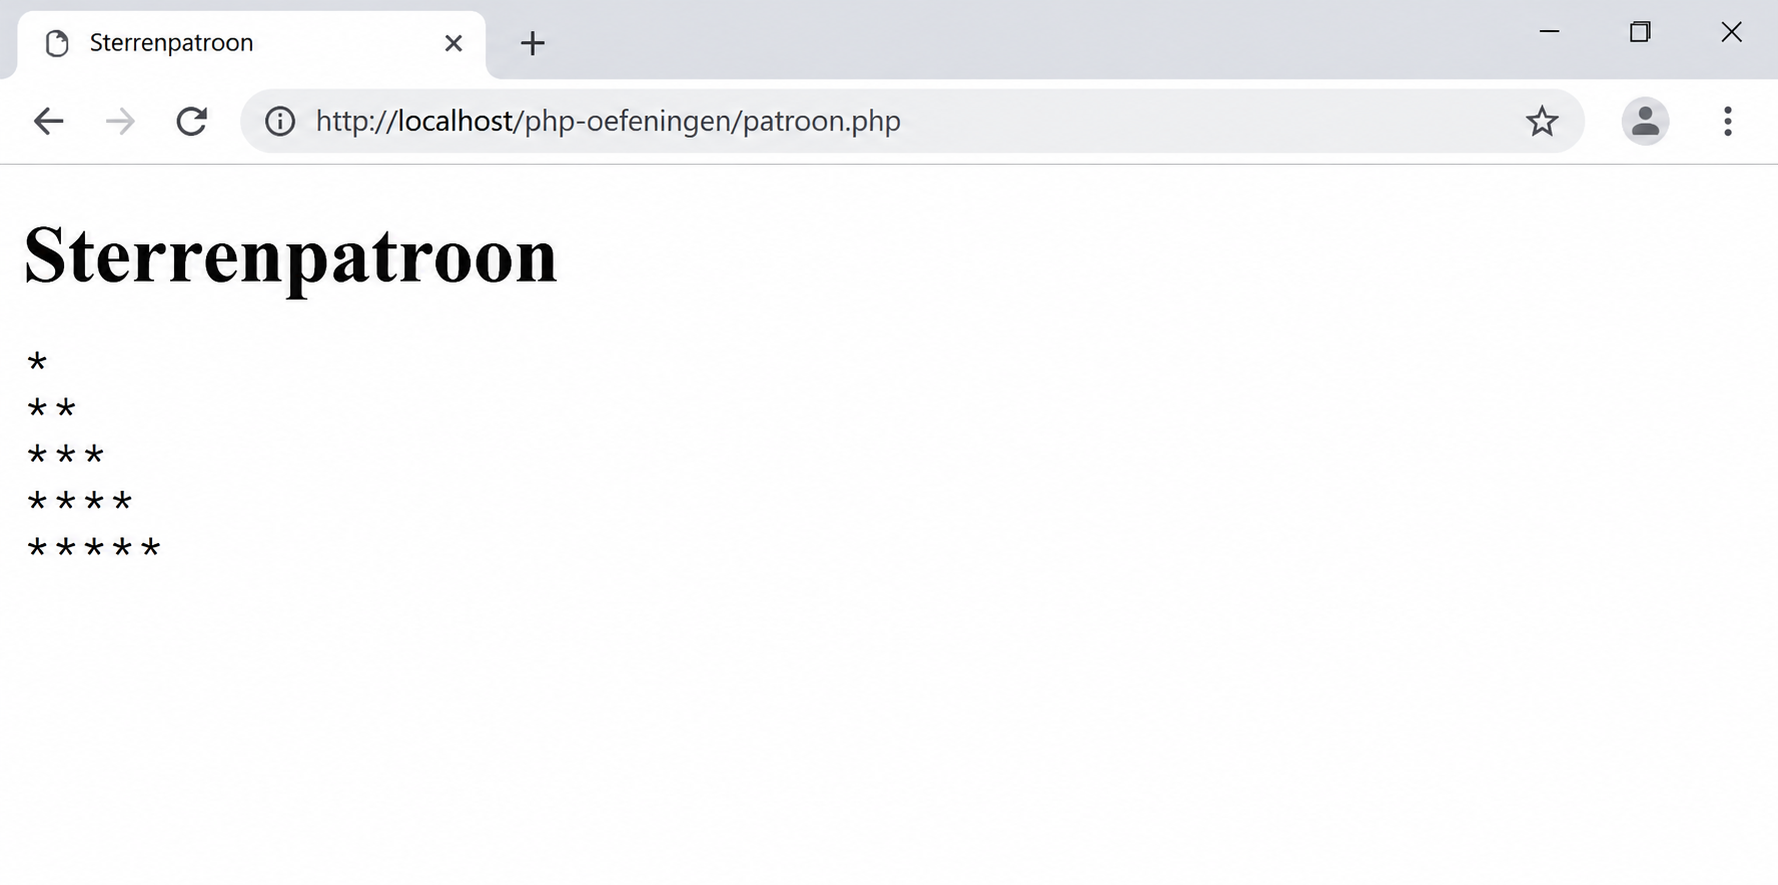 Sterrenpatroon
http://localhost/php-oefeningen/patroon.php
Sterrenpatroon
*
* *
* * *
* * * *
* * * * *